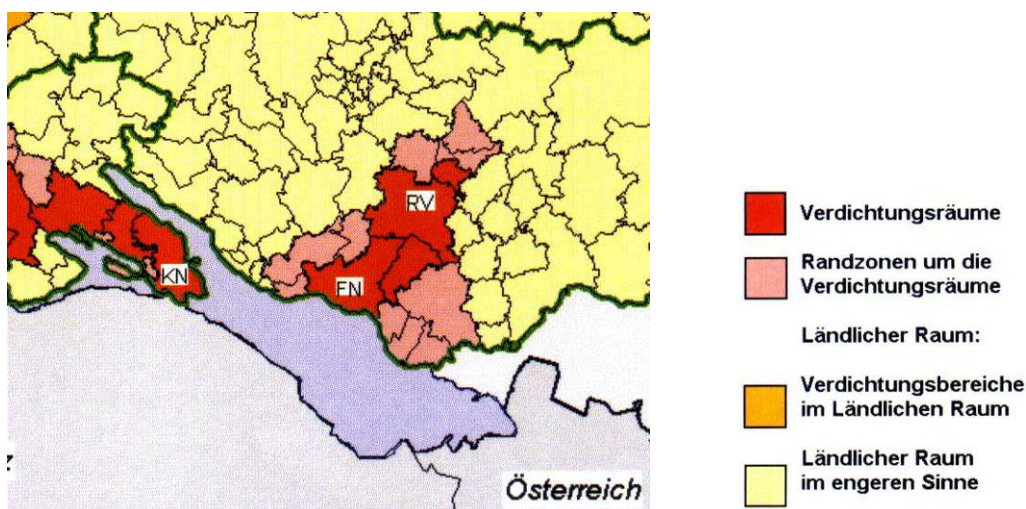 RV
KN
FN
Österreich
Verdichtungsräume
Randzonen um die
Verdichtungsräume
Ländlicher Raum:
Verdichtungsbereiche
im Ländlichen Raum
Ländlicher Raum
im engeren Sinne